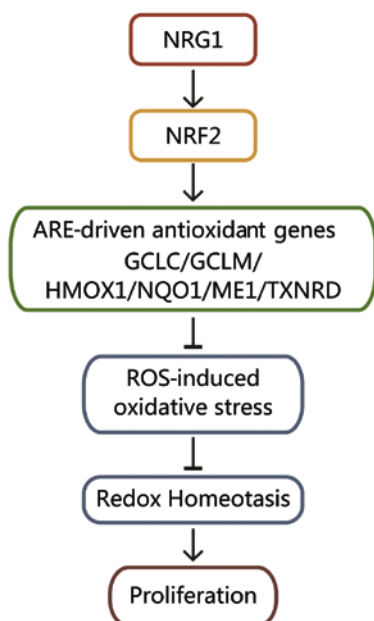 NRG1
NRF2
ARE-driven antioxidant genes
GCLC/GCLM/
HMOX1/NQO1/ME1/TXNRD
ROS-induced
oxidative stress
Redox Homeotasis
Proliferation